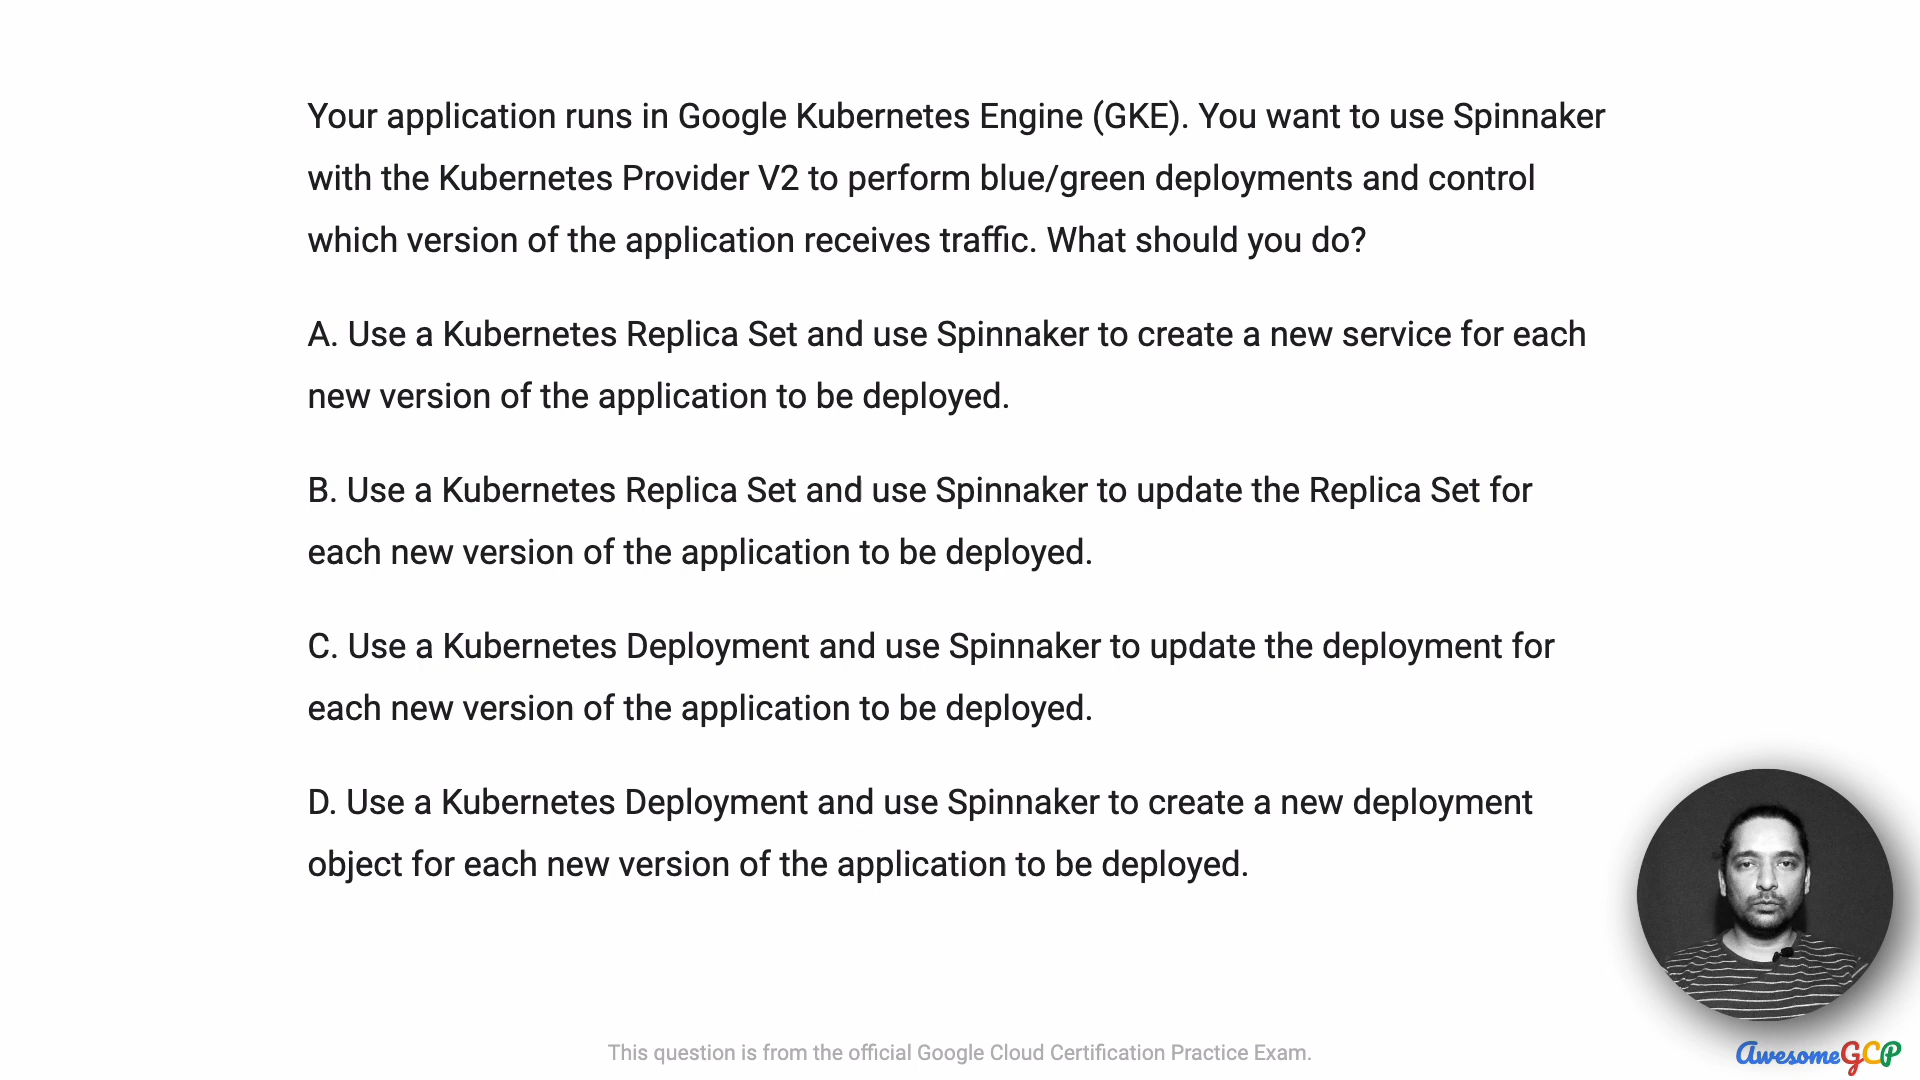 Your application runs in Google Kubernetes Engine (GKE). You want to use Spinnaker
with the Kubernetes Provider V2 to perform blue/green deployments and control
which version of the application receives traffic. What should you do?
A. Use a Kubernetes Replica Set and use Spinnaker to create a new service for each
new version of the application to be deployed.
B. Use a Kubernetes Replica Set and use Spinnaker to update the Replica Set for
each new version of the application to be deployed.
C. Use a Kubernetes Deployment and use Spinnaker to update the deployment for
each new version of the application to be deployed.
D. Use a Kubernetes Deployment and use Spinnaker to create a new deployment
object for each new version of the application to be deployed.
This question is from the official Google Cloud Certification Practice Exam.
AwesomeGCP